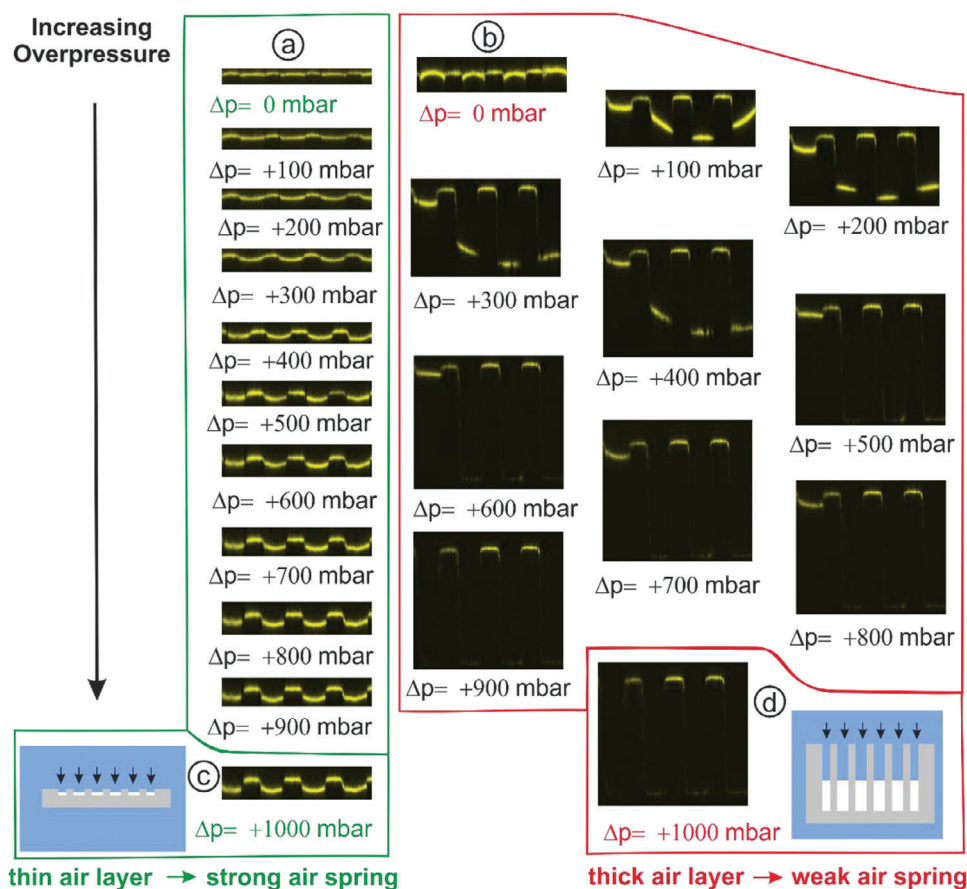 Increasing
Overpressure
a
Δp= 0 mbar
Δp= +100 mbar
Δp= +200 mbar
Δp= +300 mbar
Δp= +400 mbar
Δp= +500 mbar
Δp= +600 mbar
Δp= +700 mbar
Δp= +800 mbar
Δp= +900 mbar
c
Δp= +1000 mbar
thin air layer → strong air spring
b
Δp= 0 mbar
Δp= +100 mbar
Δp= +200 mbar
Δp= +300 mbar
Δp= +400 mbar
Δp= +500 mbar
Δp= +600 mbar
Δp= +700 mbar
Δp= +800 mbar
Δp= +900 mbar
d
Δp= +1000 mbar
thick air layer → weak air spring